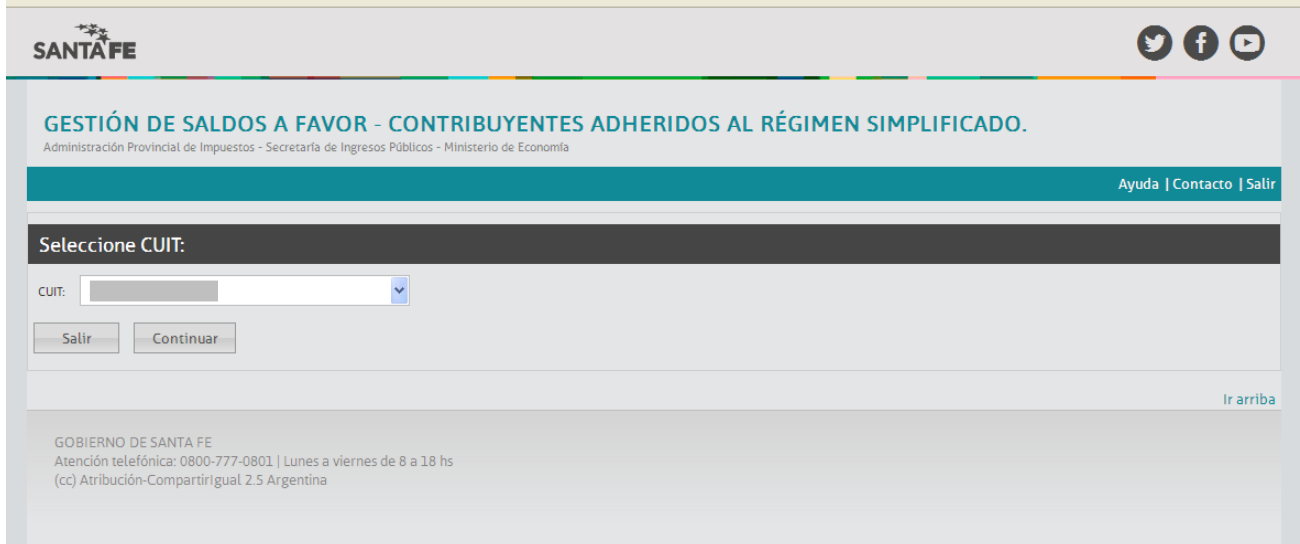 SANTA FE
GESTIÓN DE SALDOS A FAVOR - CONTRIBUYENTES ADHERIDOS AL RÉGIMEN SIMPLIFICADO.
Administración Provincial de Impuestos - Secretaría de Ingresos Públicos - Ministerio de Economía
Ayuda | Contacto | Salir
Seleccione CUIT:
CUIT:
Salir Continuar
Ir arriba
GOBIERNO DE SANTA FE
Atención telefónica: 0800-777-0801 | Lunes a viernes de 8 a 18 hs
(cc) Atribución-CompartirIgual 2.5 Argentina